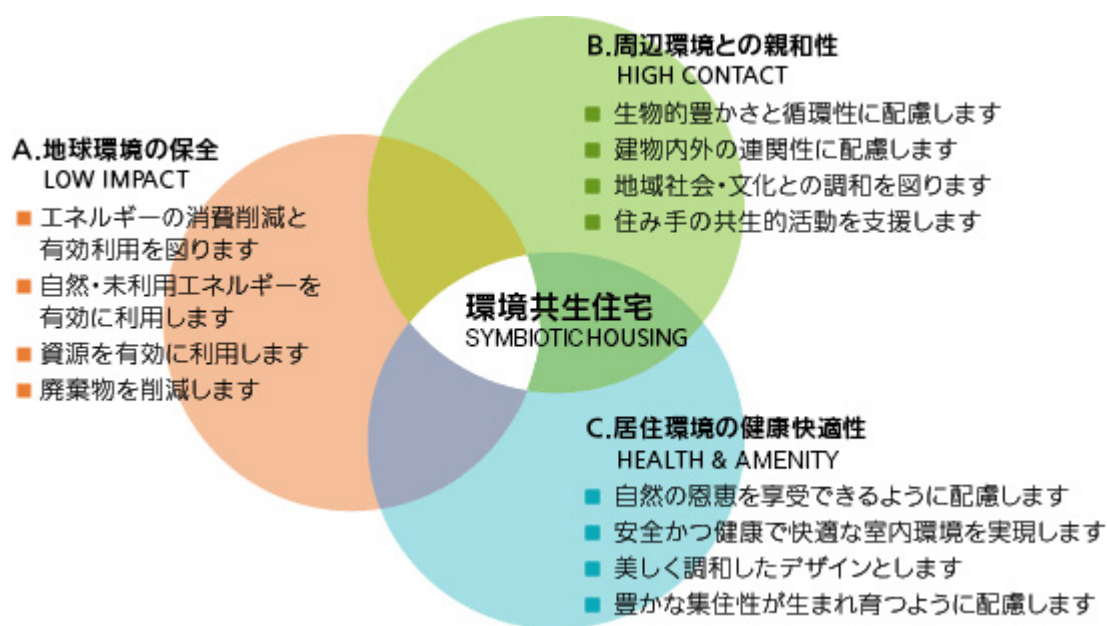 A.地球環境の保全
LOW IMPACT
■ エネルギーの消費削減と
有効利用を図ります
■ 自然・未利用エネルギーを
有効に利用します
■ 資源を有効に利用します
■ 廃棄物を削減します
B.周辺環境との親和性
HIGH CONTACT
■ 生物的豊かさと循環性に配慮します
■ 建物内外の連関性に配慮します
■ 地域社会・文化との調和を図ります
■ 住み手の共生的活動を支援します
環境共生住宅
SYMBIOTIC HOUSING
C.居住環境の健康快適性
HEALTH & AMENITY
■ 自然の恩恵を享受できるように配慮します
■ 安全かつ健康で快適な室内環境を実現します
■ 美しく調和したデザインとします
■ 豊かな集住性が生まれ育つように配慮します